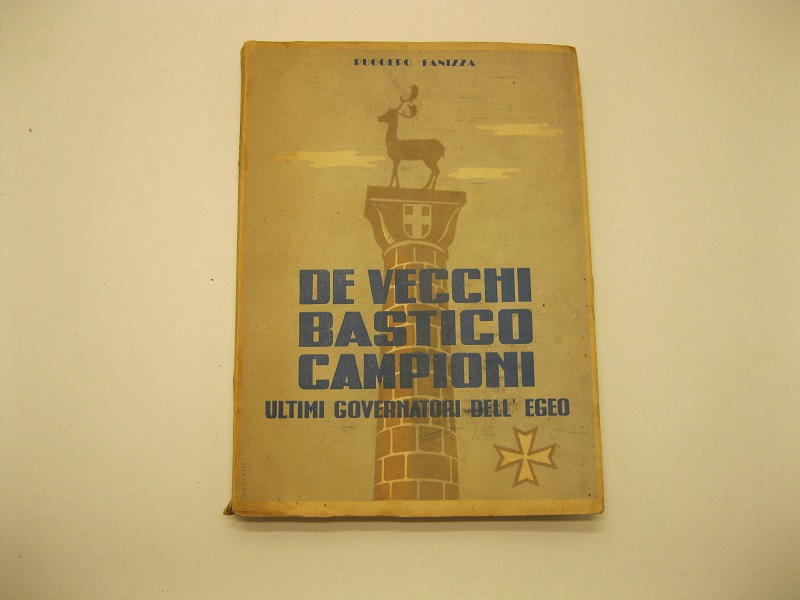 RUGGERO FANIZZA
DE VECCHI
BASTICO
CAMPIONI
ULTIMI GOVERNATORI DELL' EGEO